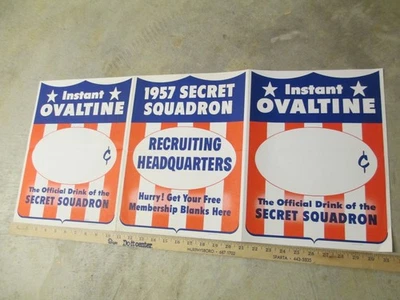 Instant
OVALTINE
¢
The Official Drink of the
SECRET SQUADRON
1957 SECRET
SQUADRON
RECRUITING
HEADQUARTERS
Hurry! Get Your Free
Membership Blanks Here
Instant
OVALTINE
¢
The Official Drink of the
SECRET SQUADRON